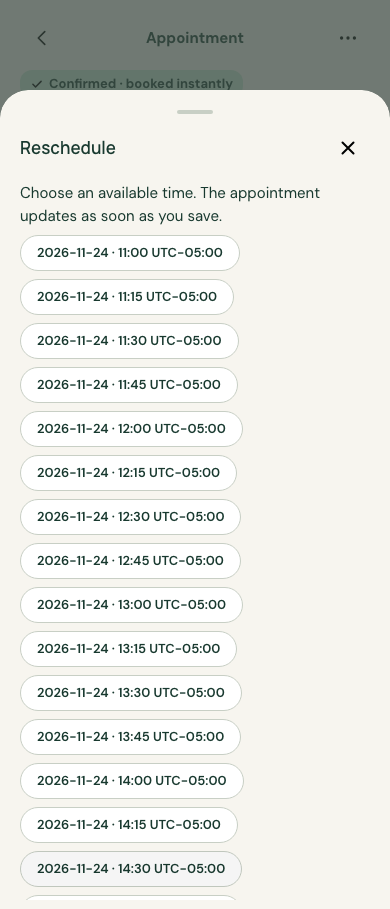 Appointment
Confirmed · booked instantly
Reschedule
Choose an available time. The appointment
updates as soon as you save.
2026-11-24 · 11:00 UTC-05:00
2026-11-24 · 11:15 UTC-05:00
2026-11-24 · 11:30 UTC-05:00
2026-11-24 · 11:45 UTC-05:00
2026-11-24 · 12:00 UTC-05:00
2026-11-24 · 12:15 UTC-05:00
2026-11-24 · 12:30 UTC-05:00
2026-11-24 · 12:45 UTC-05:00
2026-11-24 · 13:00 UTC-05:00
2026-11-24 · 13:15 UTC-05:00
2026-11-24 · 13:30 UTC-05:00
2026-11-24 · 13:45 UTC-05:00
2026-11-24 · 14:00 UTC-05:00
2026-11-24 · 14:15 UTC-05:00
2026-11-24 · 14:30 UTC-05:00